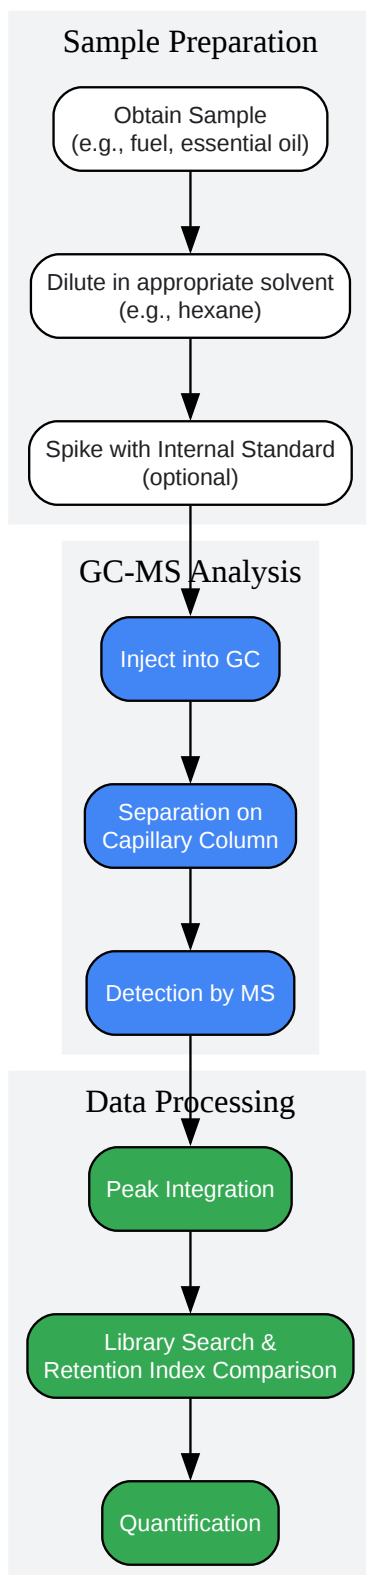 Sample Preparation
Obtain Sample
(e.g., fuel, essential oil)
Dilute in appropriate solvent
(e.g., hexane)
Spike with Internal Standard
(optional)
GC-MS Analysis
Inject into GC
Separation on
Capillary Column
Detection by MS
Data Processing
Peak Integration
Library Search &
Retention Index Comparison
Quantification